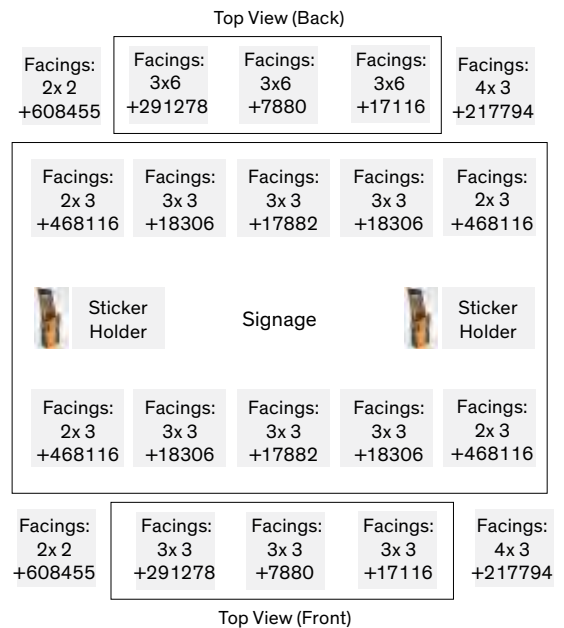 Top View (Back)
Facings:
2x 2
+608455
Facings:
3x6
+291278
Facings:
3x6
+7880
Facings:
3x6
+17116
Facings:
4x 3
+217794
Facings:
2x 3
+468116
Facings:
3x 3
+18306
Facings:
3x 3
+17882
Facings:
3x 3
+18306
Facings:
2x 3
+468116
Sticker
Holder
Signage
Sticker
Holder
Facings:
2x 3
+468116
Facings:
3x 3
+18306
Facings:
3x 3
+17882
Facings:
3x 3
+18306
Facings:
2x 3
+468116
Facings:
2x 2
+608455
Facings:
3x 3
+291278
Facings:
3x 3
+7880
Facings:
3x 3
+17116
Facings:
4x 3
+217794
Top View (Front)